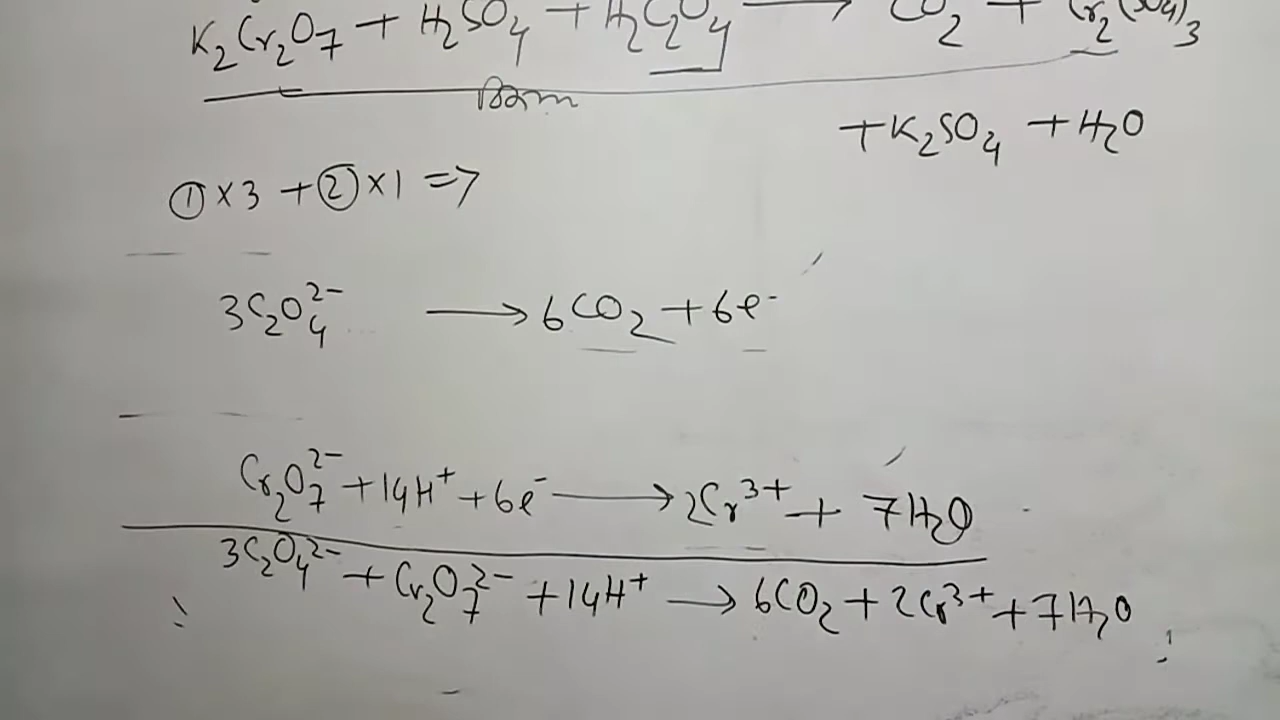 K₂Cr₂O₇ + H₂SO₄ + H₂C₂O₄ ⟶ CO₂ + Cr₂(SO₄)₃
+ K₂SO₄ + H₂O
① × 3 + ② × 1 ⇒
3C₂O₄²⁻ ⟶ 6CO₂ + 6e⁻
Cr₂O₇²⁻ + 14H⁺ + 6e⁻ ⟶ 2Cr³⁺ + 7H₂O
3C₂O₄²⁻ + Cr₂O₇²⁻ + 14H⁺ ⟶ 6CO₂ + 2Cr³⁺ + 7H₂O